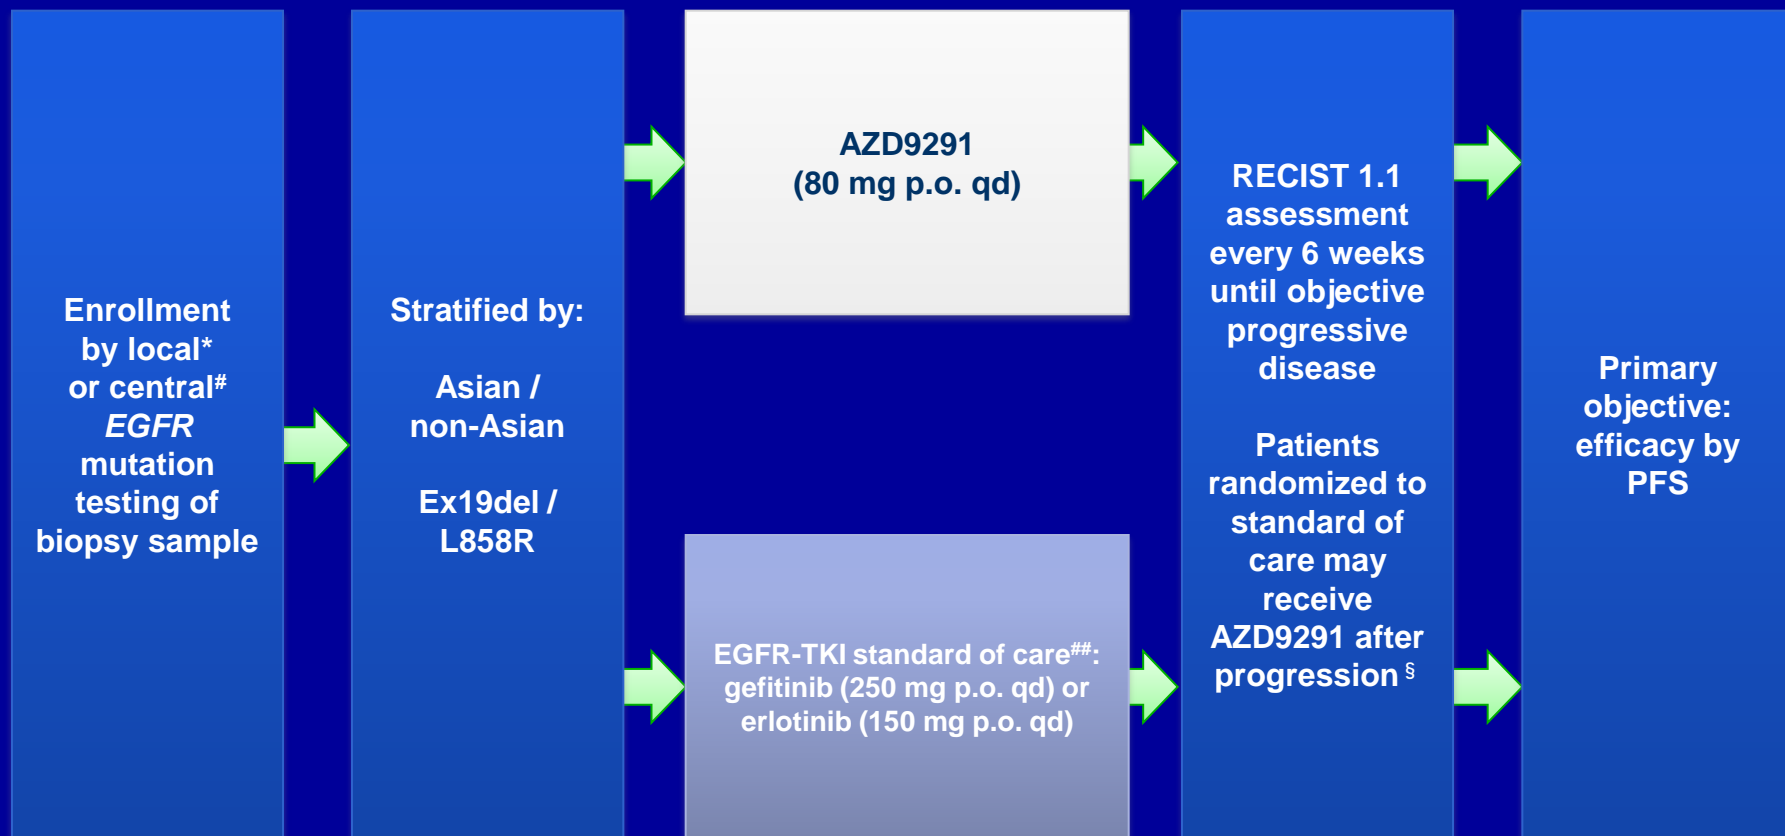 Enrollment
by local*
or central#
EGFR
mutation
testing of
biopsy sample
Stratified by:
Asian /
non-Asian
Ex19del /
L858R
AZD9291
(80 mg p.o. qd)
EGFR-TKI standard of care##:
gefitinib (250 mg p.o. qd) or
erlotinib (150 mg p.o. qd)
RECIST 1.1
assessment
every 6 weeks
until objective
progressive
disease
Patients
randomized to
standard of
care may
receive
AZD9291 after
progression §
Primary
objective:
efficacy by
PFS